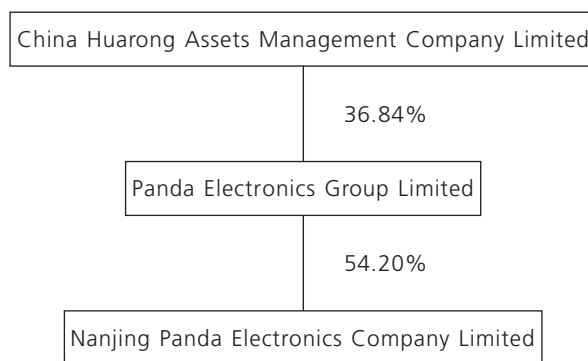 China Huarong Assets Management Company Limited
36.84%
Panda Electronics Group Limited
54.20%
Nanjing Panda Electronics Company Limited